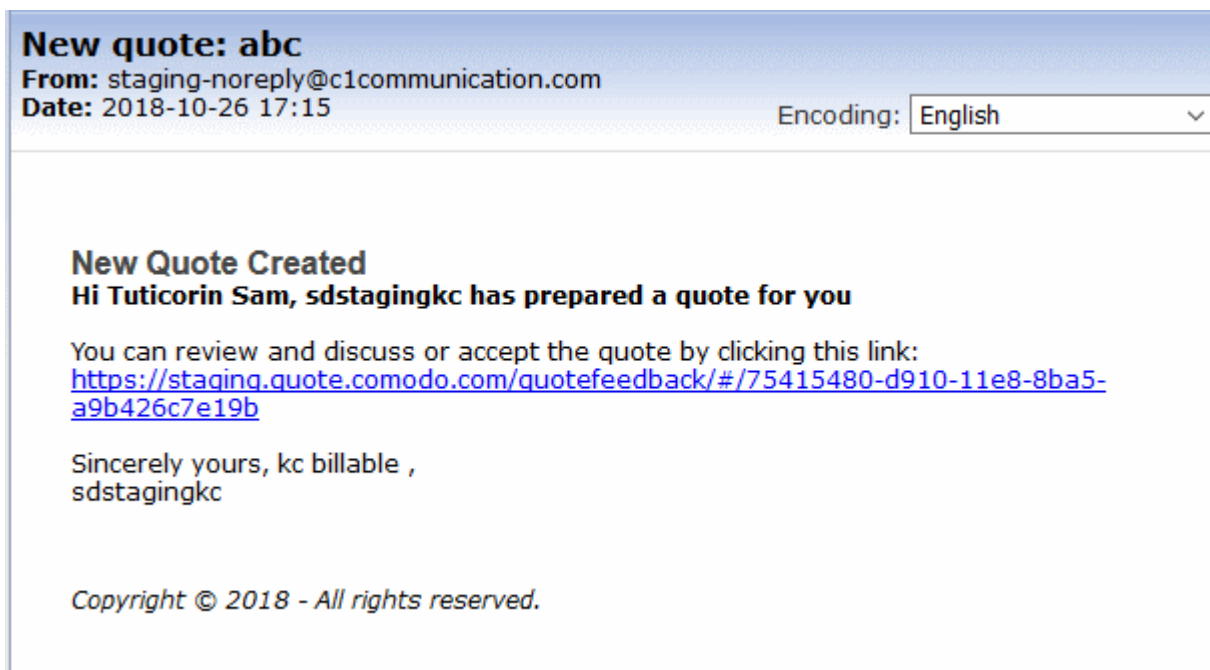 New quote: abc
From: staging-noreply@c1communication.com
Date: 2018-10-26 17:15
Encoding: English
New Quote Created
Hi Tuticorin Sam, sdstagingkc has prepared a quote for you
You can review and discuss or accept the quote by clicking this link:
https://staging.quote.comodo.com/quotefeedback/#/75415480-d910-11e8-8ba5-
a9b426c7e19b
Sincerely yours, kc billable ,
sdstagingkc
Copyright © 2018 - All rights reserved.